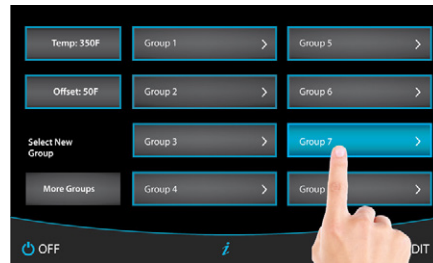 Temp: 350F
Group 1
Group 5
Offset: 50F
Group 2
Group 6
Select New
Group
Group 3
Group 7
More Groups
Group 4
Group
OFF
i
DIT